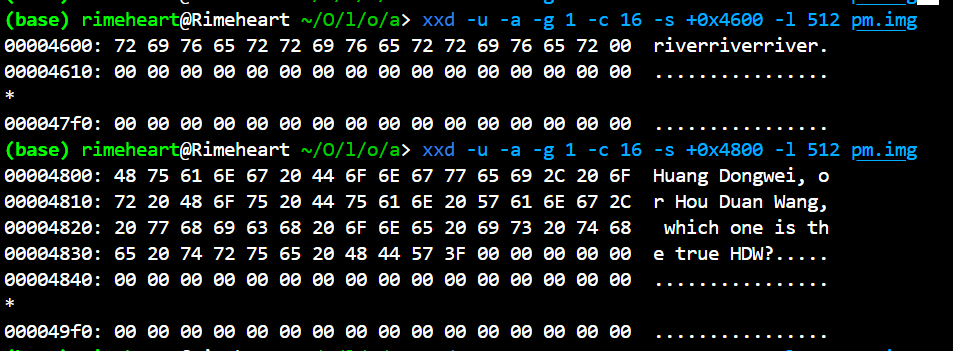 (base) rimeheart@Rimeheart ~/O/l/o/a> xxd -u -a -g 1 -c 16 -s +0x4600 -l 512 pm.img
00004600: 72 69 76 65 72 72 69 76 65 72 72 69 76 65 72 00  riverriverriver.
00004610: 00 00 00 00 00 00 00 00 00 00 00 00 00 00 00 00  ................
*
000047f0: 00 00 00 00 00 00 00 00 00 00 00 00 00 00 00 00  ................
(base) rimeheart@Rimeheart ~/O/l/o/a> xxd -u -a -g 1 -c 16 -s +0x4800 -l 512 pm.img
00004800: 48 75 61 6E 67 20 44 6F 6E 67 77 65 69 2C 20 6F  Huang Dongwei, o
00004810: 72 20 48 6F 75 20 44 75 61 6E 20 57 61 6E 67 2C  r Hou Duan Wang,
00004820: 20 77 68 69 63 68 20 6F 6E 65 20 69 73 20 74 68   which one is th
00004830: 65 20 74 72 75 65 20 48 44 57 3F 00 00 00 00 00  e true HDW?.....
00004840: 00 00 00 00 00 00 00 00 00 00 00 00 00 00 00 00  ................
*
000049f0: 00 00 00 00 00 00 00 00 00 00 00 00 00 00 00 00  ................